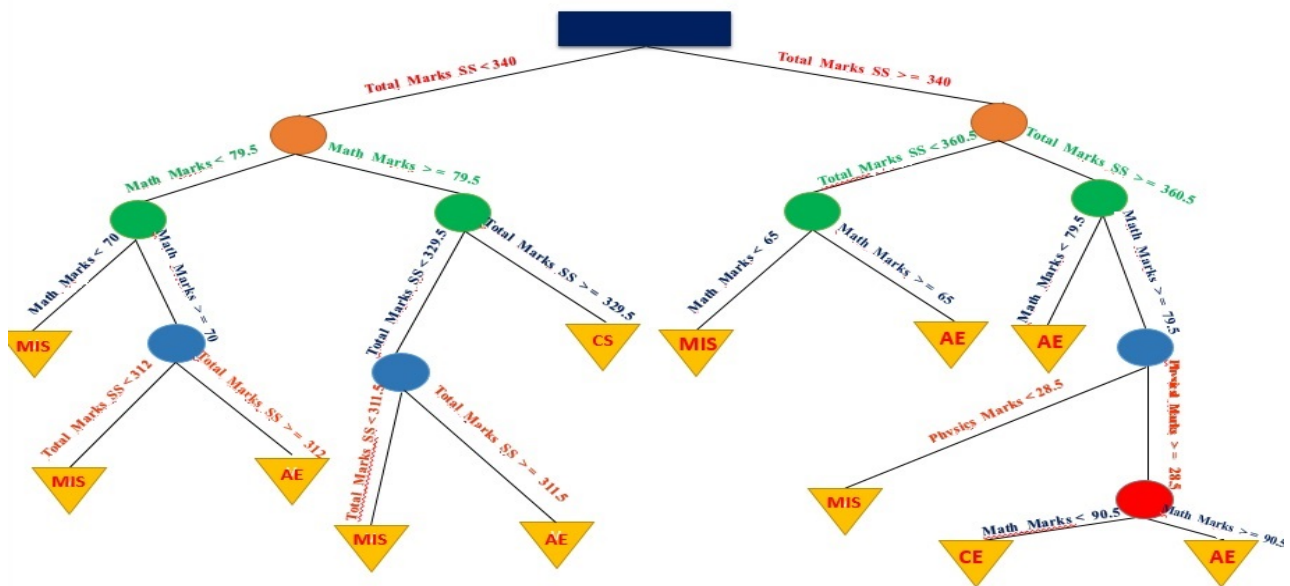 Total Marks SS <340
Total Marks SS >= 340
Math Marks < 79.5
Math Marks >= 79.5
Total Marks SS <360.5
Total Marks SS >= 360.5
Math Marks < 70
Math Marks >= 70
Total Marks SS <329.5
Total Marks SS >= 329.5
Math Marks < 65
Math Marks >= 65
Math Marks < 79.5
Math Marks >= 79.5
MIS
CS
MIS
AE
AE
Total Marks SS <312
Total Marks SS >= 312
Total Marks SS <311.5
Total Marks SS >= 311.5
Physics Marks < 28.5
Physical Marks >= 28.5
MIS
AE
MIS
AE
MIS
Math Marks < 90.5
Math Marks >= 90.5
CE
AE